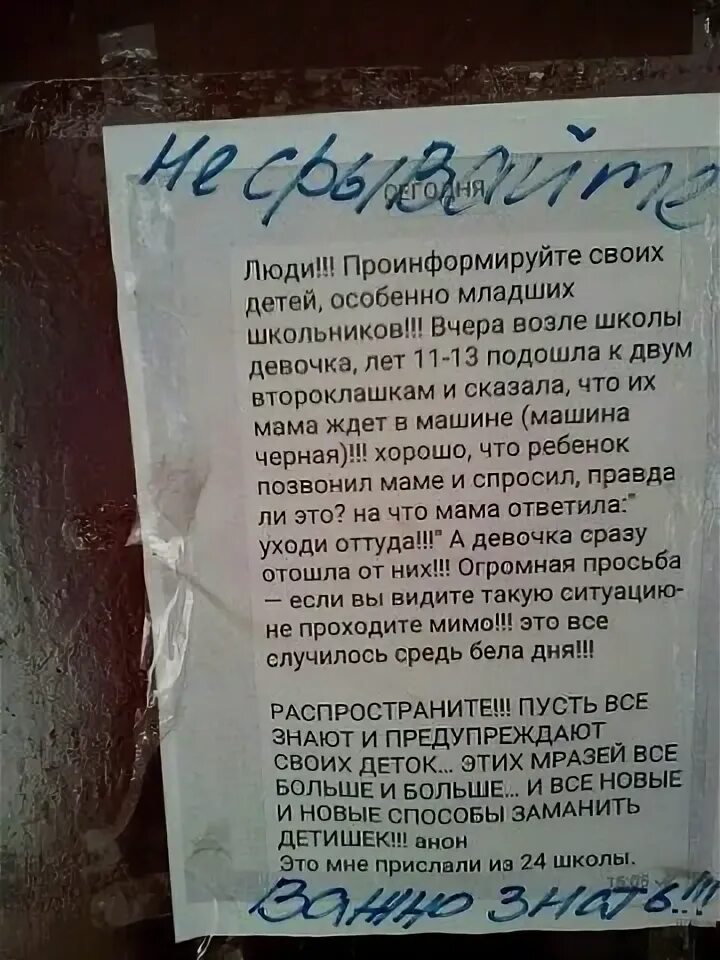 Не срывайте
СЕГОДНЯ
Люди!!! Проинформируйте своих
детей, особенно младших
школьников!!! Вчера возле школы
девочка, лет 11-13 подошла к двум
второклашкам и сказала, что их
мама ждет в машине (машина
черная)!!! хорошо, что ребенок
позвонил маме и спросил, правда
ли это? на что мама ответила:"
уходи оттуда!!!" А девочка сразу
отошла от них!!! Огромная просьба
— если вы видите такую ситуацию-
не проходите мимо!!! это все
случилось средь бела дня!!!
РАСПРОСТРАНИТЕ!!! ПУСТЬ ВСЕ
ЗНАЮТ И ПРЕДУПРЕЖДАЮТ
СВОИХ ДЕТОК... ЭТИХ МРАЗЕЙ ВСЕ
БОЛЬШЕ И БОЛЬШЕ... И ВСЕ НОВЫЕ
И НОВЫЕ СПОСОБЫ ЗАМАНИТЬ
ДЕТИШЕК!!! анон
Это мне прислали из 24 школы.
Важно знать!!!